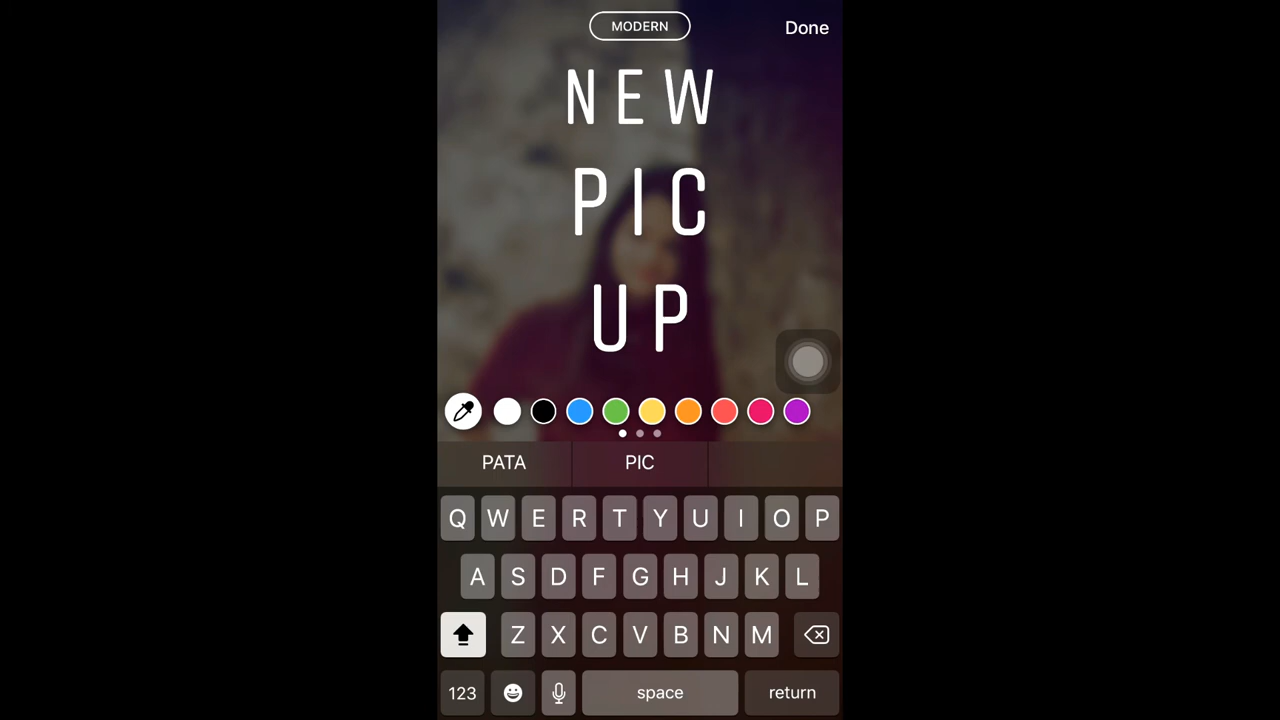 MODERN
Done
NEW
PIC
UP
PATA PIC
Q W E R T Y U I O P
A S D F G H J K L
Z X C V B N M
123 space return